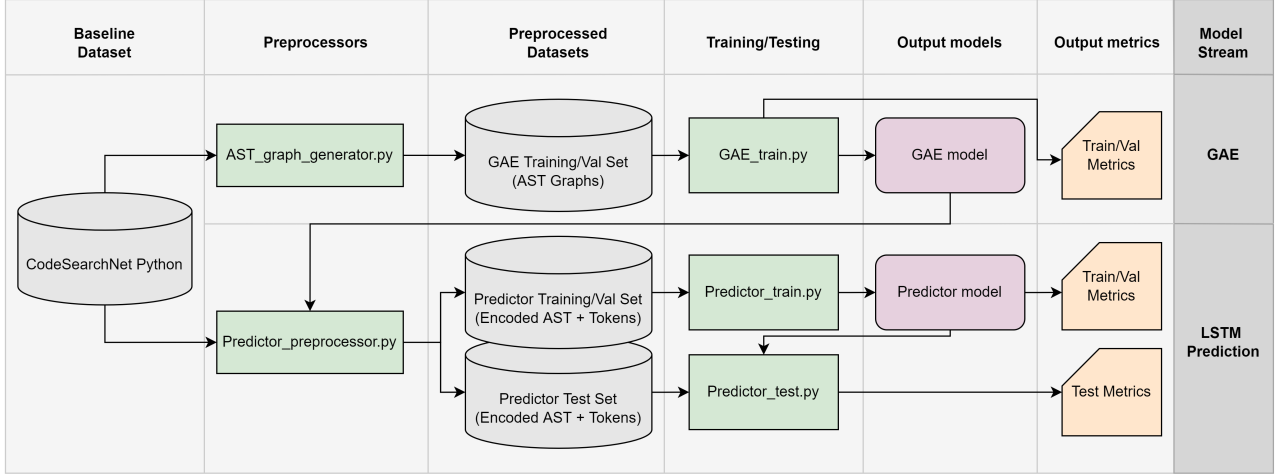 Baseline
Dataset
Preprocessors
Preprocessed
Datasets
Training/Testing
Output models
Output metrics
Model
Stream
AST_graph_generator.py
GAE Training/Val Set
(AST Graphs)
GAE_train.py
GAE model
Train/Val
Metrics
GAE
CodeSearchNet Python
Predictor_preprocessor.py
Predictor Training/Val Set
(Encoded AST + Tokens)
Predictor_train.py
Predictor model
Train/Val
Metrics
LSTM
Prediction
Predictor Test Set
(Encoded AST + Tokens)
Predictor_test.py
Test Metrics